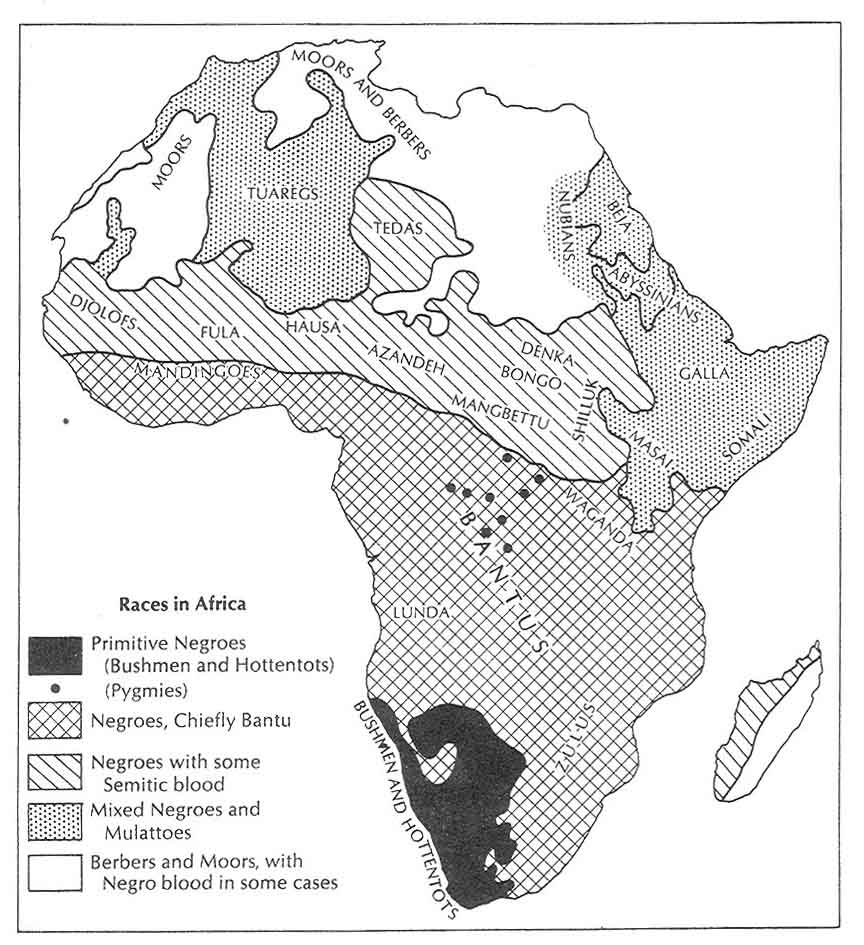 MOORS AND BERBERS
MOORS
TUAREGS
TEDAS
NUBIANS
BEJA
ABYSSINIANS
DJOLOFS
FULA
HAUSA
AZANDEH
DENKA
BONGO
GALLA
MANDINGOES
MANGBETTU
SHILLUK
MASAI
SOMALI
WAGANDA
BANTUS
LUNDA
ZULUS
BUSHMEN AND HOTTENTOTS
Races in Africa
Primitive Negroes
(Bushmen and Hottentots)
(Pygmies)
Negroes, Chiefly Bantu
Negroes with some
Semitic blood
Mixed Negroes and
Mulattoes
Berbers and Moors, with
Negro blood in some cases